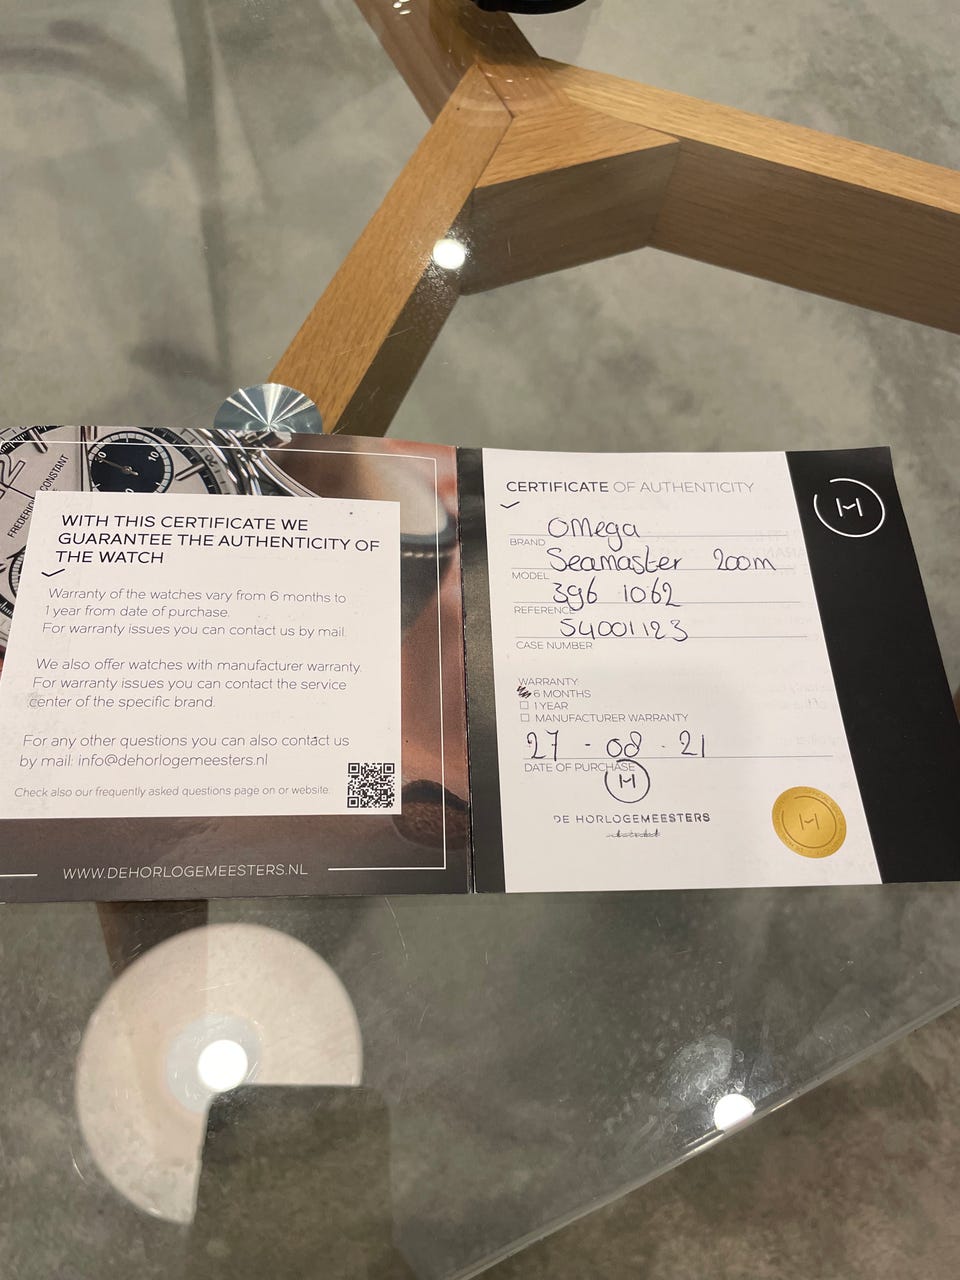 FREDERIQUE CONSTANT
10
WITH THIS CERTIFICATE WE
GUARANTEE THE AUTHENTICITY OF
THE WATCH
Warranty of the watches vary from 6 months to
1 year from date of purchase.
For warranty issues you can contact us by mail.
We also offer watches with manufacturer warranty.
For warranty issues you can contact the service
center of the specific brand.
For any other questions you can also contact us
by mail: info@dehorlogemeesters.nl
Check also our frequently asked questions page on or website.
WWW.DEHORLOGEMEESTERS.NL
CERTIFICATE OF AUTHENTICITY
BRAND Omega
MODEL Seamaster 200m
REFERENCE 396 1062
CASE NUMBER 54001123
WARRANTY:
6 MONTHS
1 YEAR
MANUFACTURER WARRANTY
27 - 08 - 21
DATE OF PURCHASE
H
DE HORLOGEMEESTERS
H
H